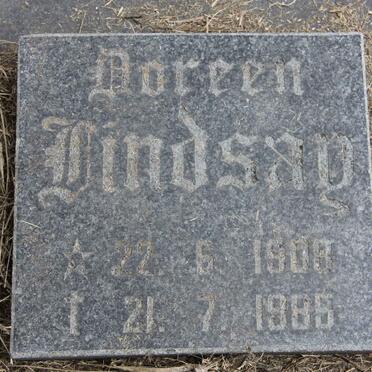 Doreen
Lindsay
☆ 22. 6. 1908
† 21. 7. 1985